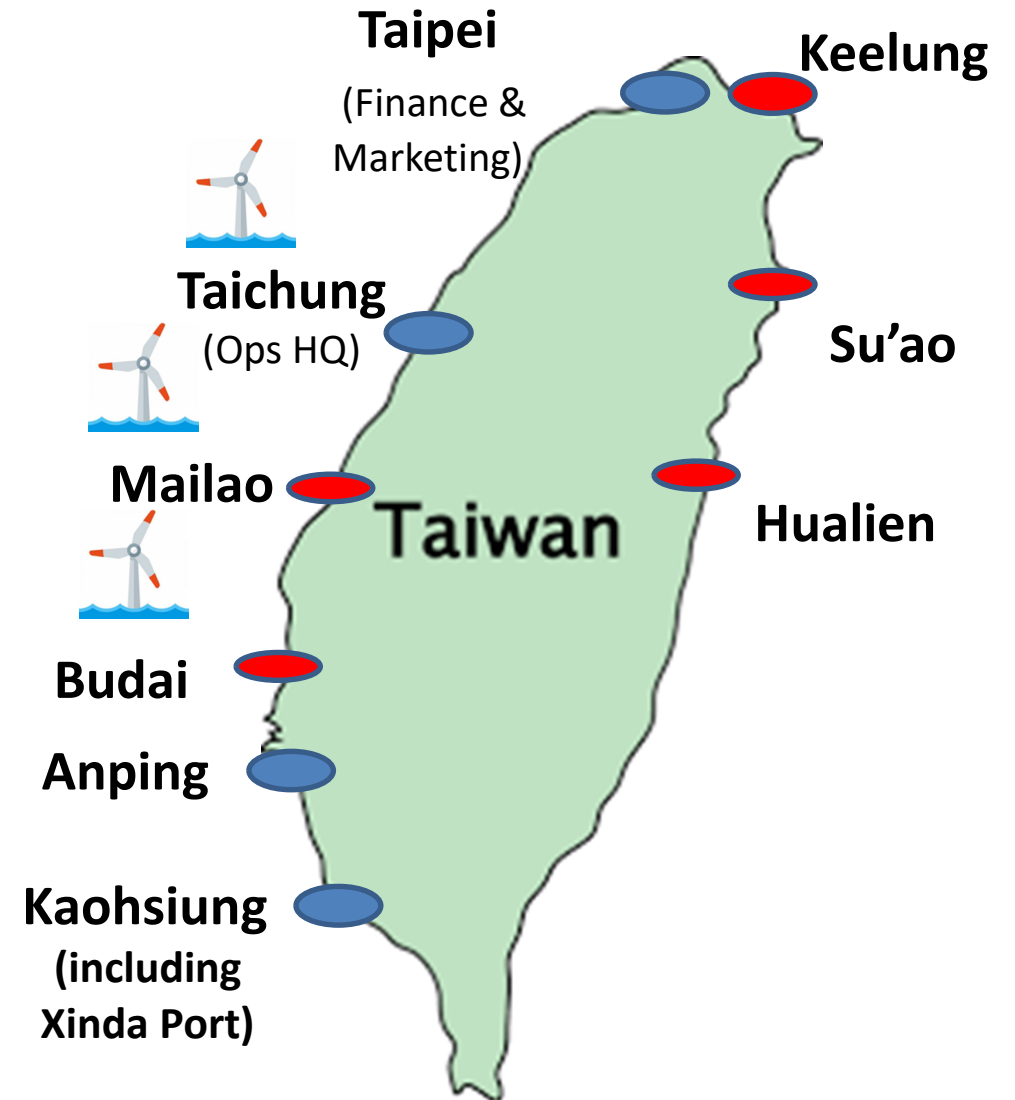 Taipei
(Finance &
Marketing)
Keelung
Taichung
(Ops HQ)
Su’ao
Mailao
Taiwan
Hualien
Budai
Anping
Kaohsiung
(including
Xinda Port)